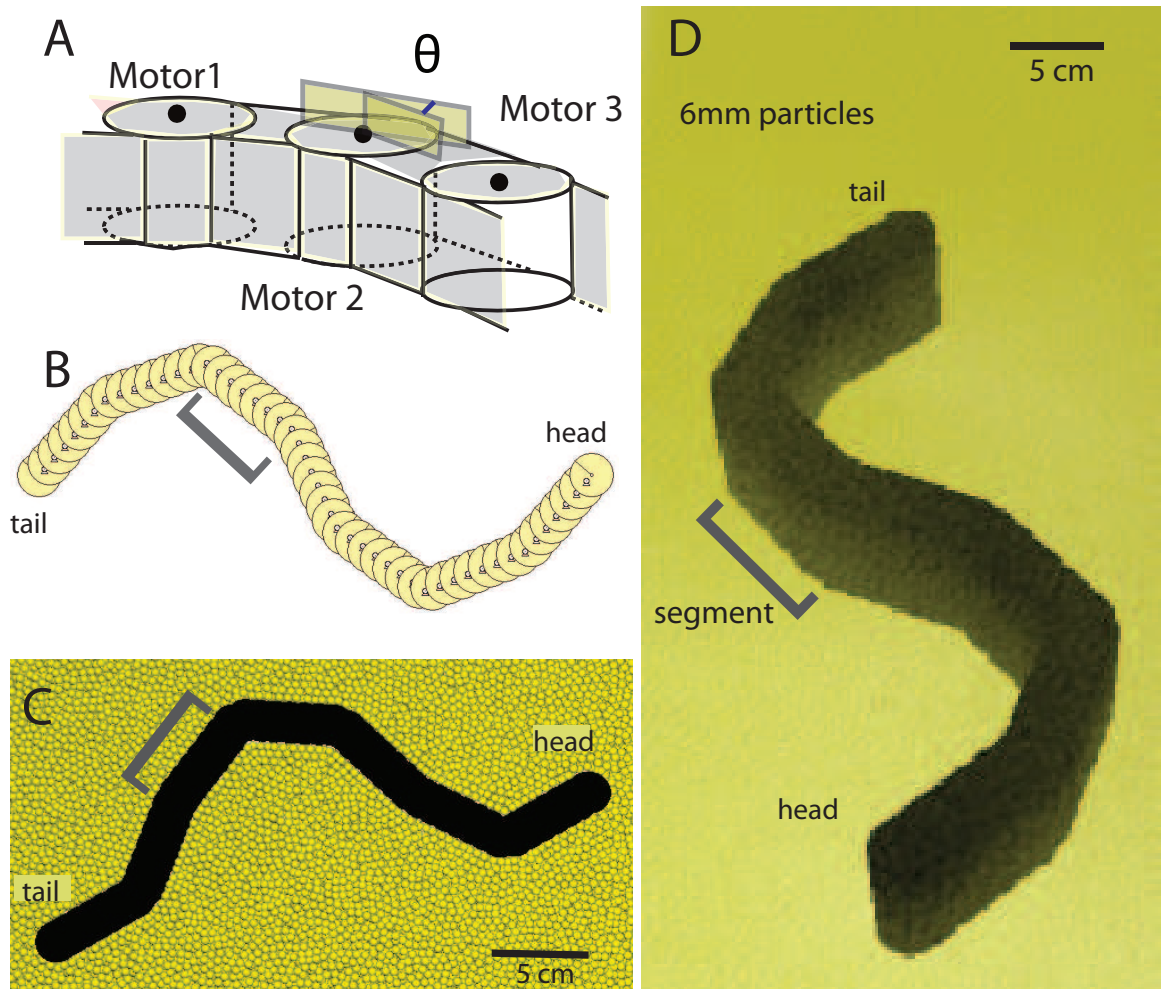 A
θ
Motor1
Motor 3
Motor 2
B
head
tail
C
head
tail
5 cm
D
5 cm
6mm particles
tail
segment
head